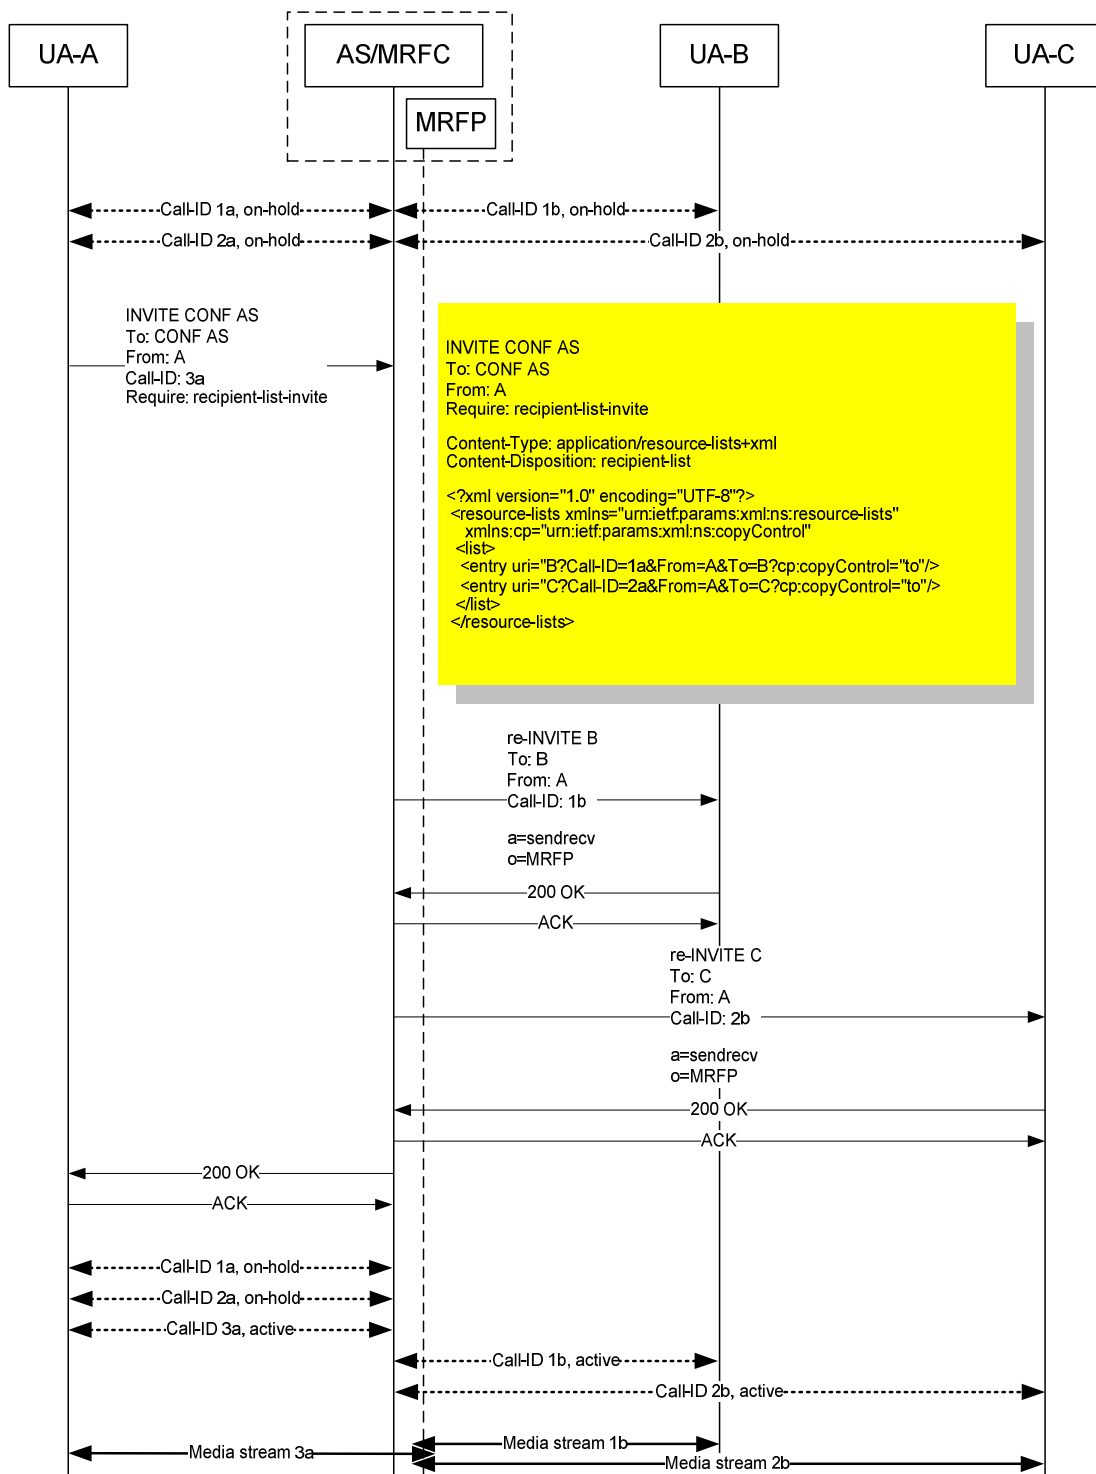 UA-A
AS/MRFC
UA-B
UA-C
MRFP
Call-ID 1a, on-hold
Call-ID 1b, on-hold
Call-ID 2a, on-hold
Call-ID 2b, on-hold
INVITE CONF AS
To: CONF AS
From: A
Call-ID: 3a
Require: recipient-list-invite
INVITE CONF AS
To: CONF AS
From: A
Require: recipient-list-invite
Content-Type: application/resource-lists+xml
Content-Disposition: recipient-list
<?xml version="1.0" encoding="UTF-8"?>
<resource-lists xmlns="urn:ietf:params:xml:ns:resource-lists"
xmlns:cp="urn:ietf:params:xml:ns:copyControl"
<list>
<entry uri="B?Call-ID=1a&From=A&To=B?cp:copyControl="to"/>
<entry uri="C?Call-ID=2a&From=A&To=C?cp:copyControl="to"/>
</list>
</resource-lists>
re-INVITE B
To: B
From: A
Call-ID: 1b
a=sendrecv
o=MRFP
200 OK
ACK
re-INVITE C
To: C
From: A
Call-ID: 2b
a=sendrecv
o=MRFP
200 OK
ACK
200 OK
ACK
Call-ID 1a, on-hold
Call-ID 2a, on-hold
Call-ID 3a, active
Call-ID 1b, active
Call-ID 2b, active
Media stream 1b
Media stream 3a
Media stream 2b